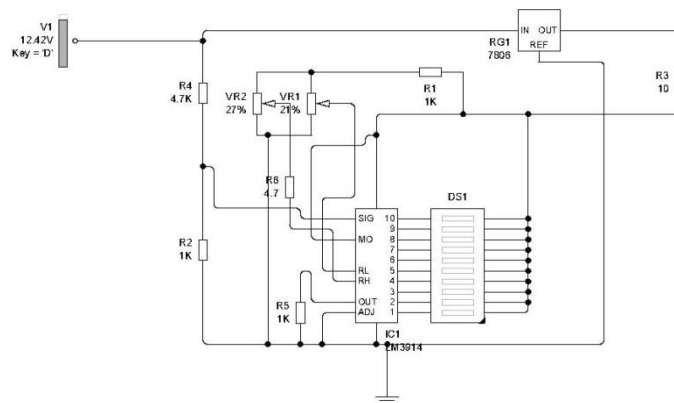 V1
12.42V
Key = 'D'
IN OUT
REF
RG1
7806
R3
10
R4
4.7K
VR2
27%
VR1
21%
R1
1K
R6
4.7
DS1
R2
1K
R5
1K
SIG 10
9
MO 8
7
6
RL 5
RH 4
3
OUT 2
ADJ 1
IC1
LM3914